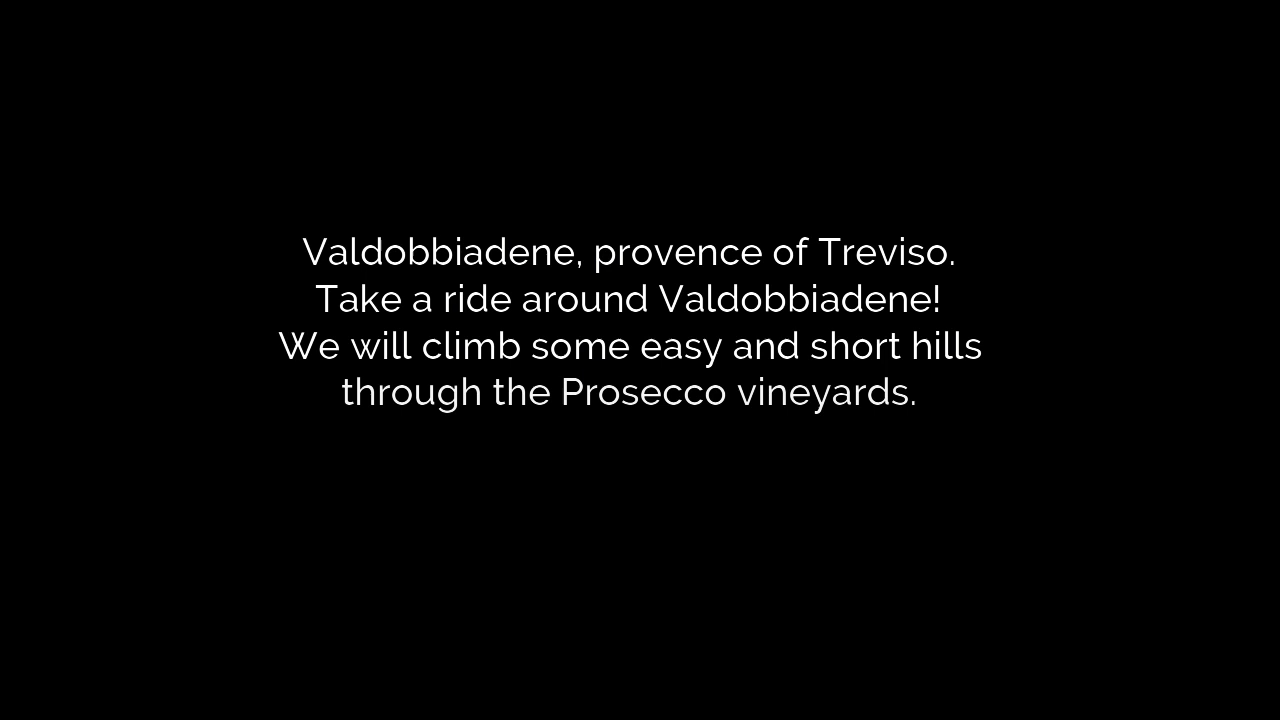 Valdobbiadene, provence of Treviso.
Take a ride around Valdobbiadene!
We will climb some easy and short hills
through the Prosecco vineyards.